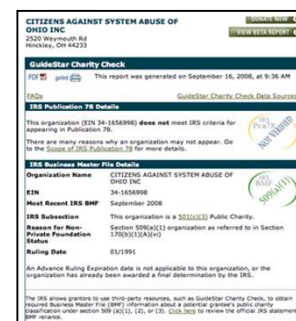 CITIZENS AGAINST SYSTEM ABUSE OF
OHIO INC
2520 Weymouth Rd
Hinckley, OH 44233
DONATE NOW
VIEW BETA REPORT
GuideStar Charity Check
PDF print This report was generated on September 16, 2008, at 9:36 AM
FAQs GuideStar Charity Check Data Sources
IRS Publication 78 Details
This organization (EIN 34-1656998) does not meet IRS criteria for
appearing in Publication 78.
There are many reasons why an organization may not appear. Go
to the Scope of IRS Publication 78 for more details.
IRS PUB78
NOT VERIFIED
IRS Business Master File Details
Organization Name CITIZENS AGAINST SYSTEM ABUSE OF
OHIO INC
IRS BMF
509(a)(1)
EIN 34-1656998
Most Recent IRS BMF September 2008
IRS Subsection This organization is a 501(c)(3) Public Charity.
Reason for Non- Section 509(a)(1) organization as referred to in Section
Private Foundation 170(b)(1)(A)(vi)
Status
Ruling Date 01/1991
An Advance Ruling Expiration date is not applicable to this organization, or the
organization has already been awarded a final determination by the IRS.
The IRS allows grantors to use third-party resources, such as GuideStar Charity Check, to obtain
required Business Master File (BMF) information about a potential grantee's public charity
classification under section 509 (a)(1), (2), or (3). Click here to review the official IRS statement
BMF reliance.